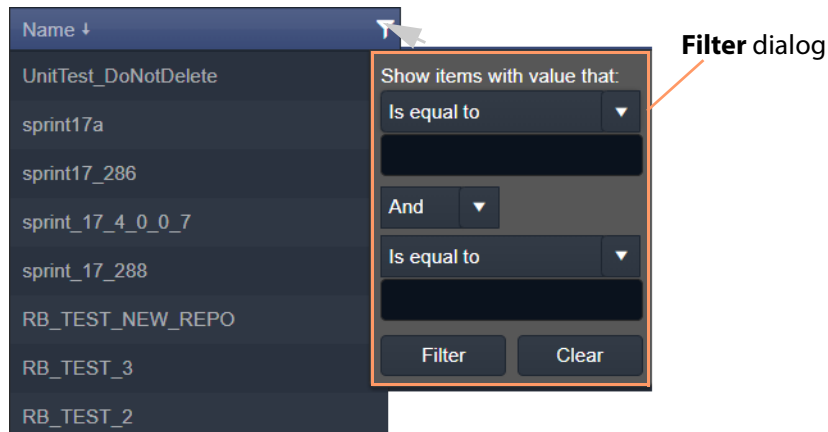 Name ↓
UnitTest_DoNotDelete
sprint17a
sprint17_286
sprint_17_4_0_0_7
sprint_17_288
RB_TEST_NEW_REPO
RB_TEST_3
RB_TEST_2
Show items with value that:
Is equal to
And
Is equal to
Filter Clear
Filter dialog